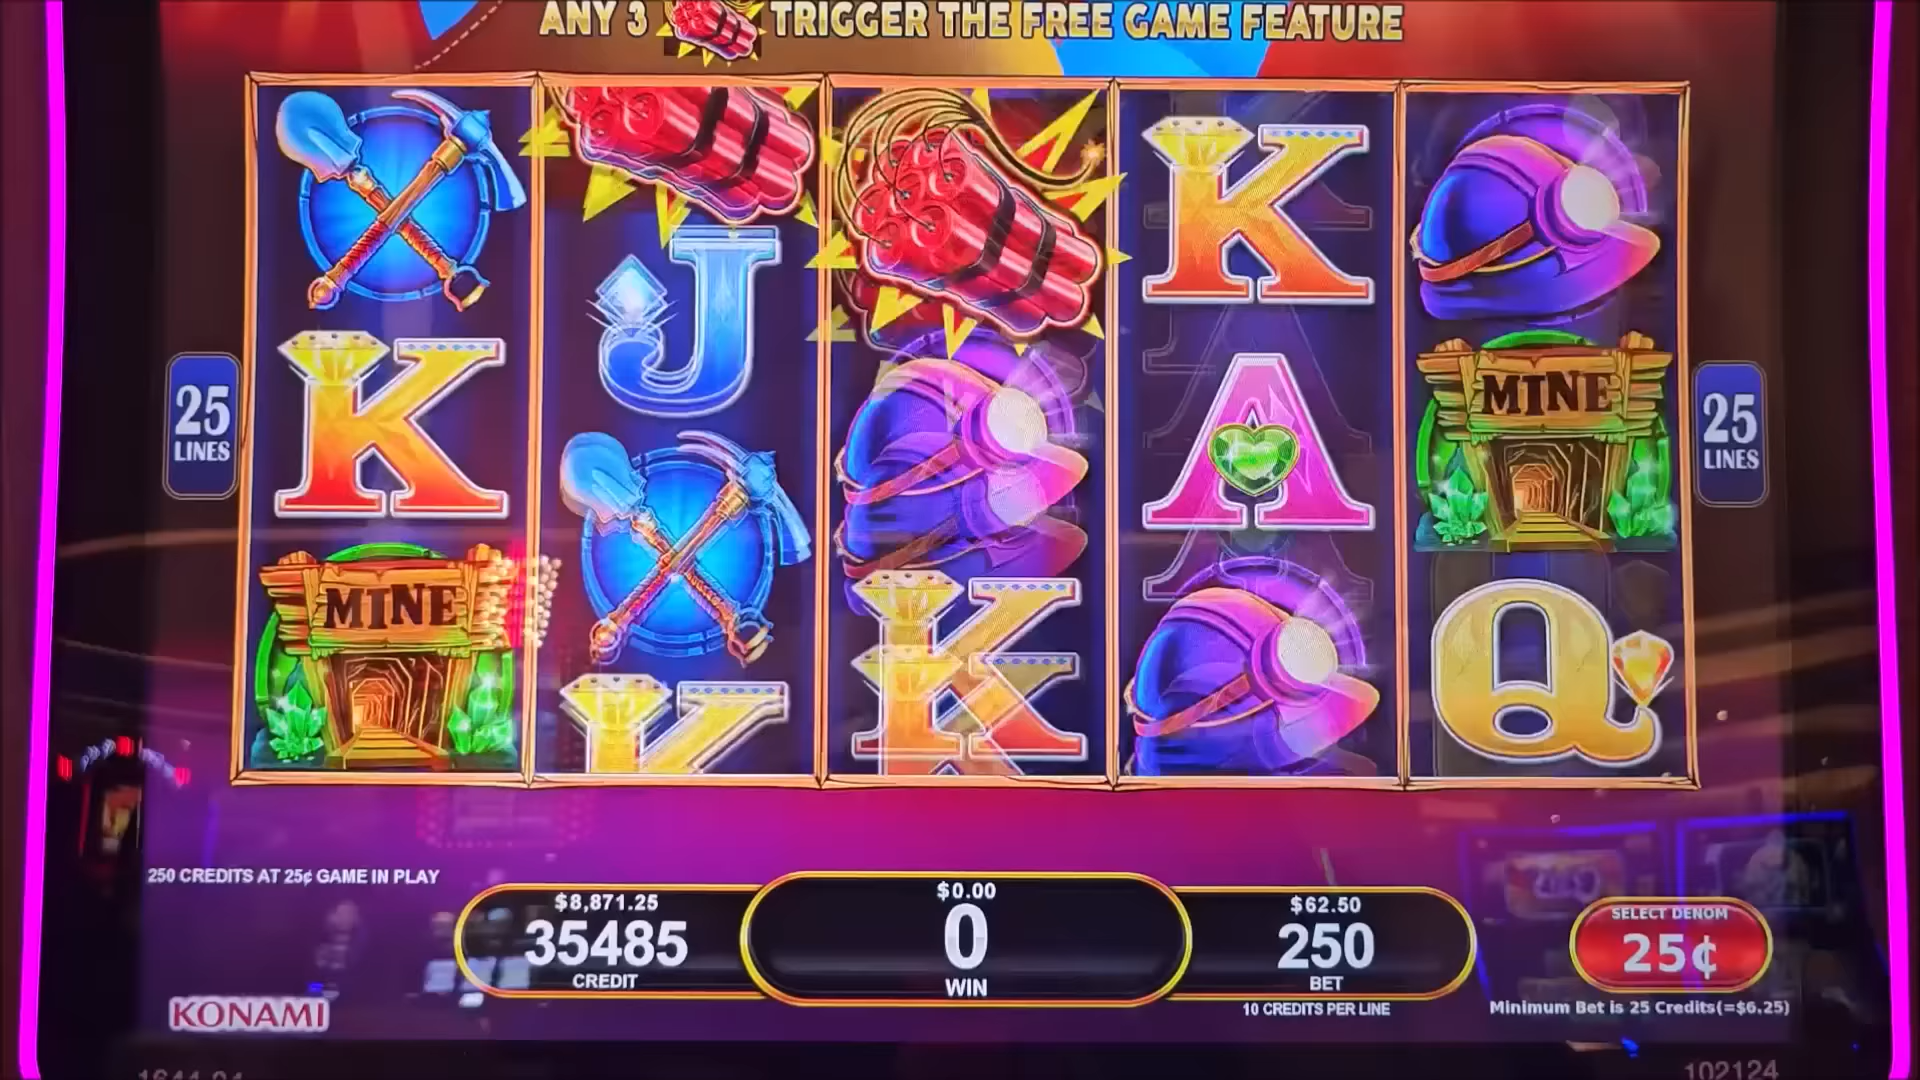 ANY 3 TRIGGER THE FREE GAME FEATURE
K
J
K
A
25
LINES
K
MINE
25
LINES
MINE
K
K
K
Q
250 CREDITS AT 25¢ GAME IN PLAY
$8,871.25
35485
CREDIT
$0.00
0
WIN
$62.50
250
BET
10 CREDITS PER LINE
SELECT DENOM
25¢
Minimum Bet is 25 Credits(=$6.25)
KONAMI
102124